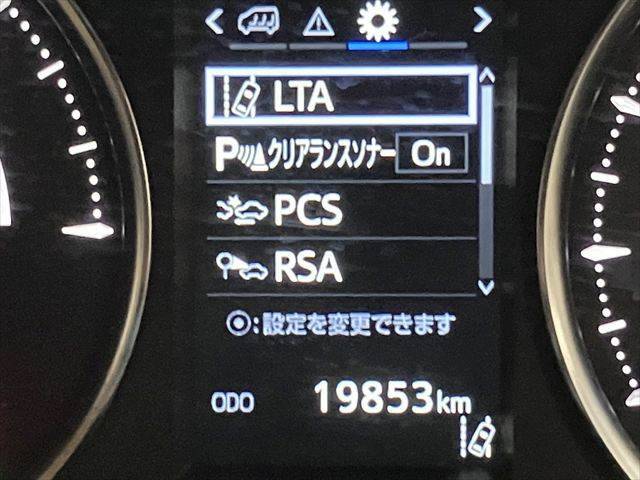 LTA
P クリアランスソナー On
PCS
RSA
◎:設定を変更できます
ODO 19853km